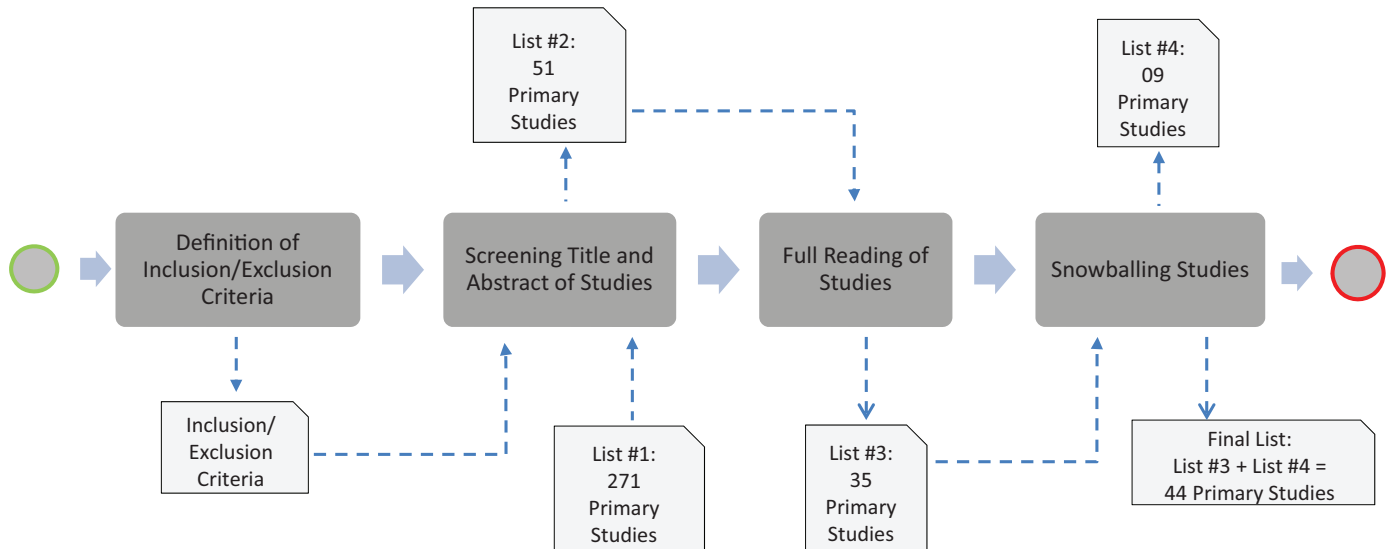 List #2:
51
Primary
Studies
List #4:
09
Primary
Studies
Definition of
Inclusion/Exclusion
Criteria
Screening Title and
Abstract of Studies
Full Reading of
Studies
Snowballing Studies
Inclusion/
Exclusion
Criteria
List #1:
271
Primary
Studies
List #3:
35
Primary
Studies
Final List:
List #3 + List #4 =
44 Primary Studies